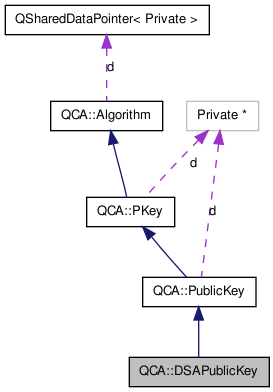 QSharedDataPointer< Private >
d
QCA::Algorithm
Private *
d
QCA::PKey
d
QCA::PublicKey
QCA::DSAPublicKey